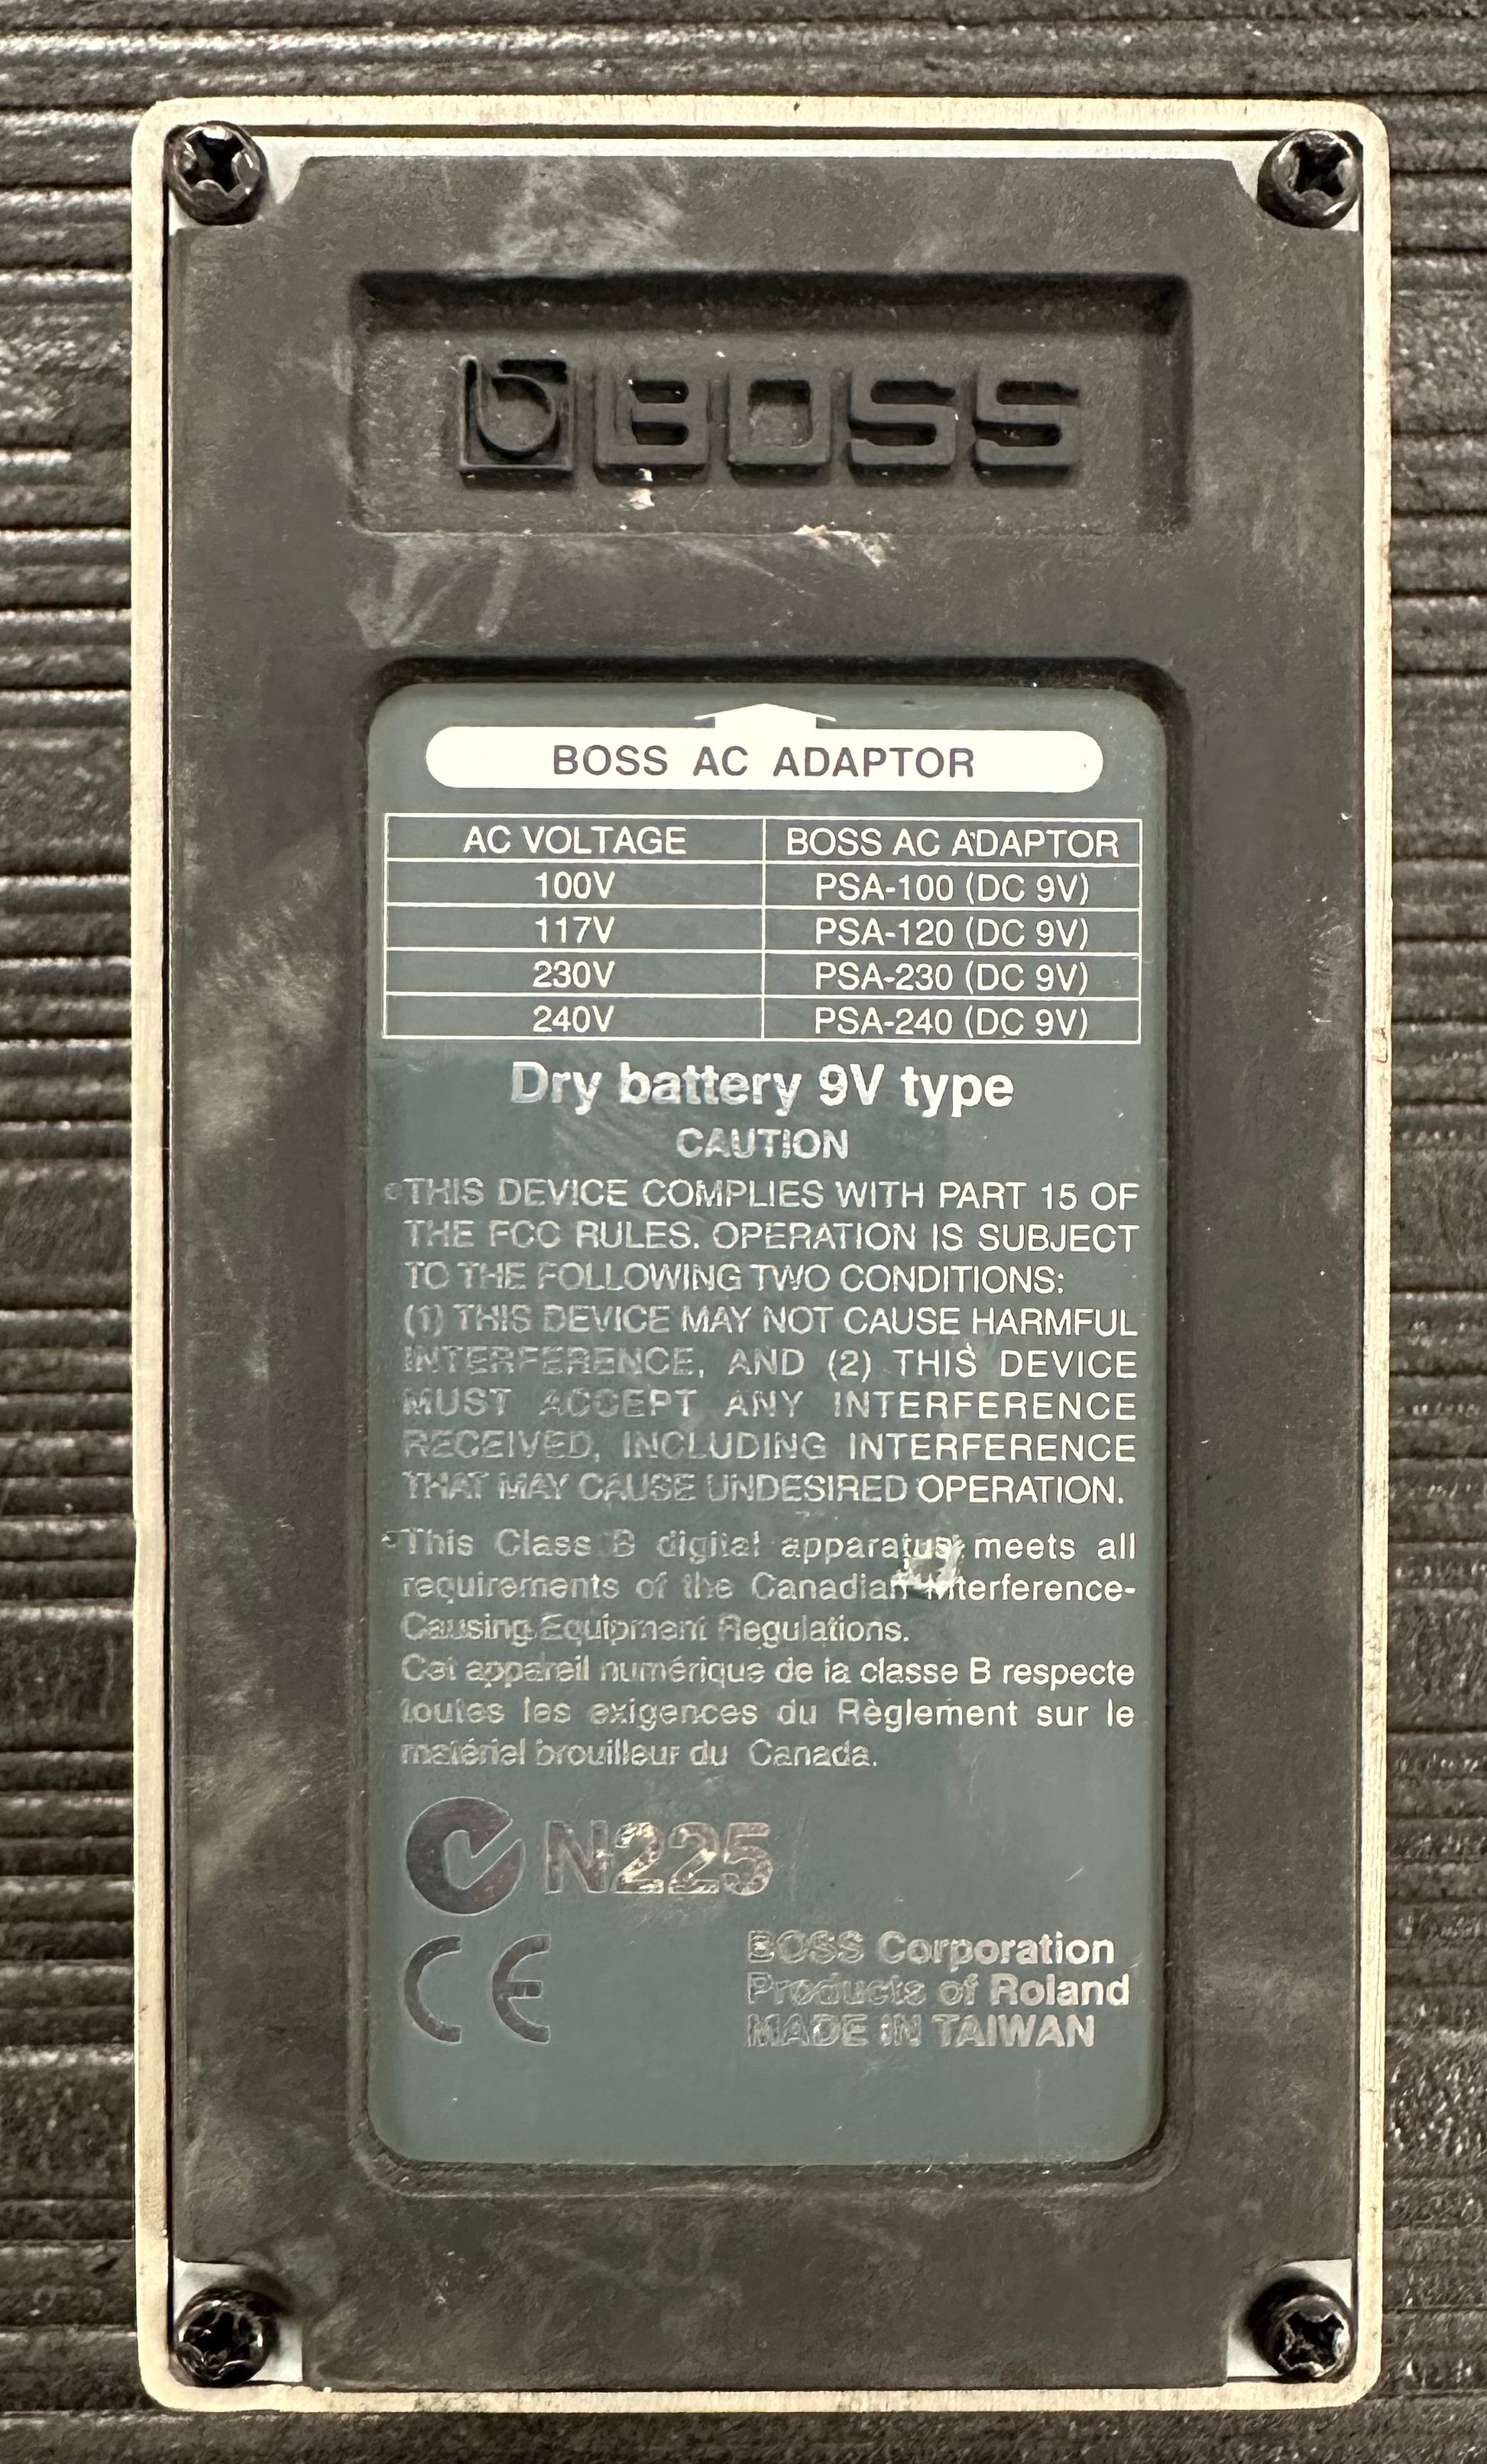 BOSS
BOSS AC ADAPTOR
AC VOLTAGE BOSS AC ADAPTOR
100V PSA-100 (DC 9V)
117V PSA-120 (DC 9V)
230V PSA-230 (DC 9V)
240V PSA-240 (DC 9V)
Dry battery 9V type
CAUTION
•THIS DEVICE COMPLIES WITH PART 15 OF
THE FCC RULES. OPERATION IS SUBJECT
TO THE FOLLOWING TWO CONDITIONS:
(1) THIS DEVICE MAY NOT CAUSE HARMFUL
INTERFERENCE, AND (2) THIS DEVICE
MUST ACCEPT ANY INTERFERENCE
RECEIVED, INCLUDING INTERFERENCE
THAT MAY CAUSE UNDESIRED OPERATION.
•This Class B digital apparatus meets all
requirements of the Canadian Interference-
Causing Equipment Regulations.
Cet appareil numérique de la classe B respecte
toutes les exigences du Règlement sur le
matériel brouilleur du Canada.
N225
CE
BOSS Corporation
Products of Roland
MADE IN TAIWAN